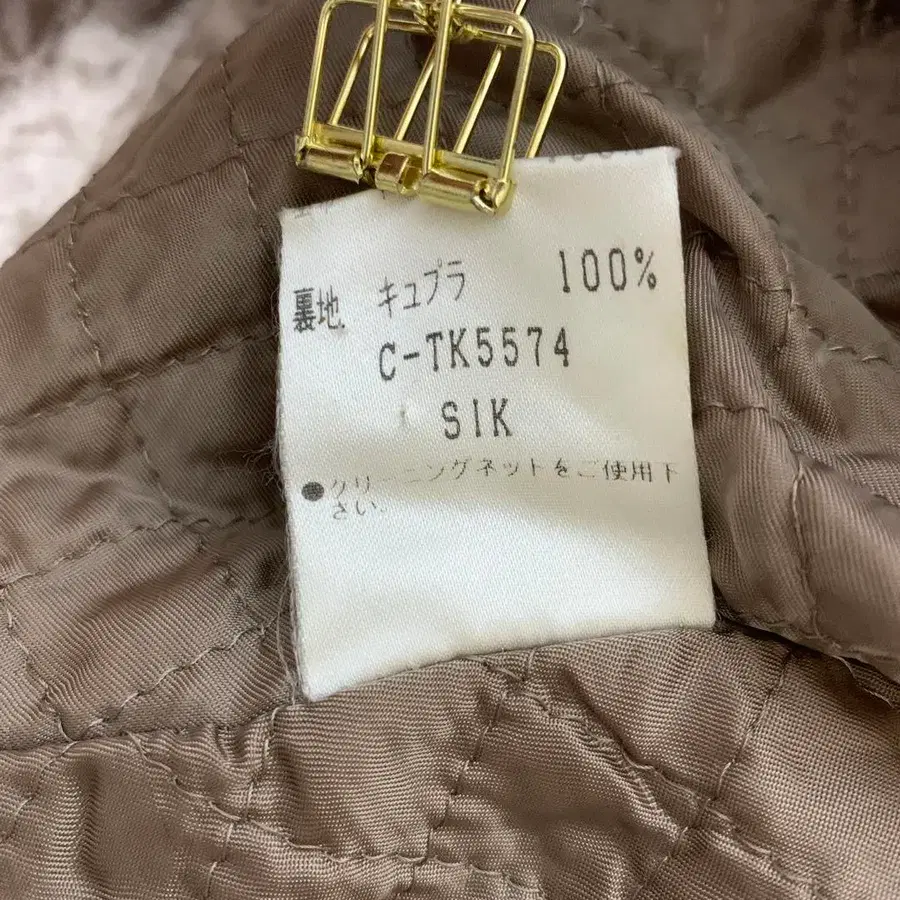 裏地 キュプラ 100%
C-TK5574
SIK
●クリーニングネットをご使用下
さい。